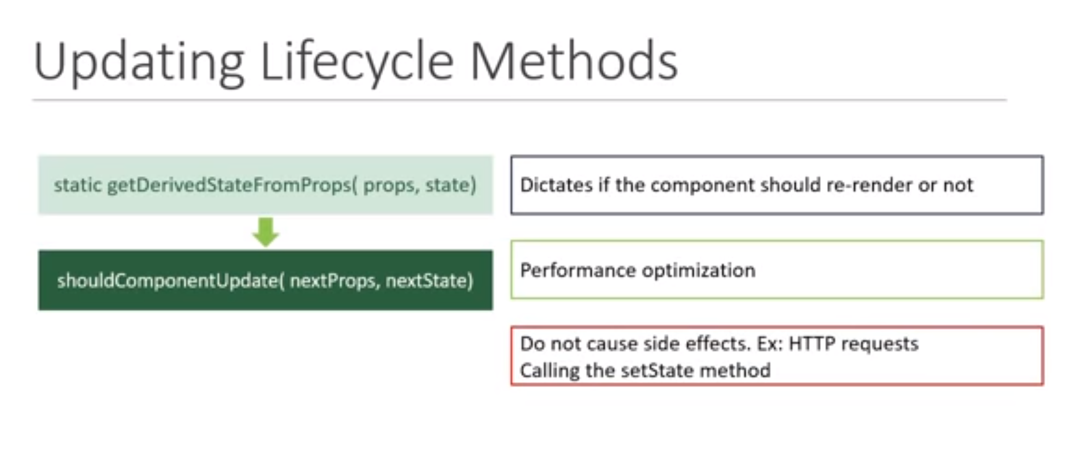 Updating Lifecycle Methods
static getDerivedStateFromProps( props, state)
Dictates if the component should re-render or not
shouldComponentUpdate( nextProps, nextState)
Performance optimization
Do not cause side effects. Ex: HTTP requests
Calling the setState method